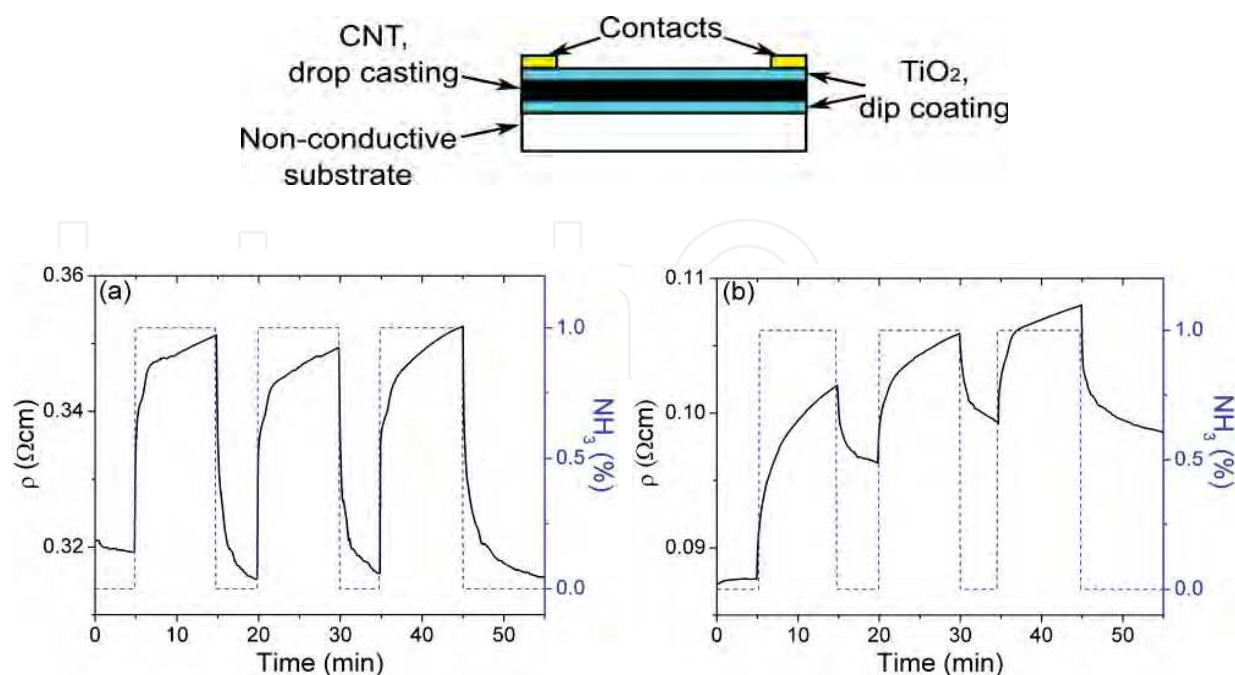 CNT,
drop casting
Contacts
TiO₂,
dip coating
Non-conductive
substrate
(a)
0.36
0.34
0.32
ρ (Ωcm)
1.0
0.5
0.0
NH₃ (%)
0 10 20 30 40 50
Time (min)
(b)
0.11
0.10
0.09
ρ (Ωcm)
1.0
0.5
0.0
NH₃ (%)
0 10 20 30 40 50
Time (min)